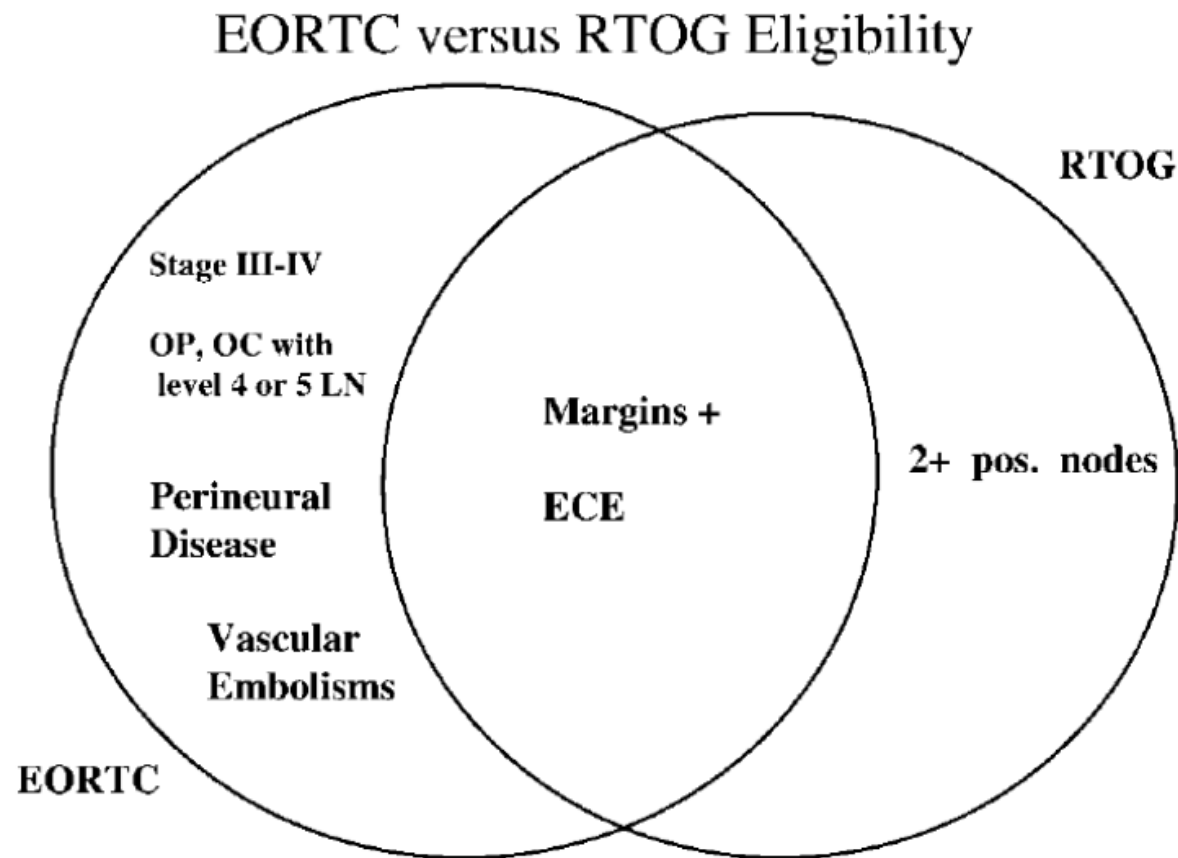 EORTC versus RTOG Eligibility
RTOG
Stage III-IV
OP, OC with
level 4 or 5 LN
Margins +
2+ pos. nodes
Perineural
Disease
ECE
Vascular
Embolisms
EORTC